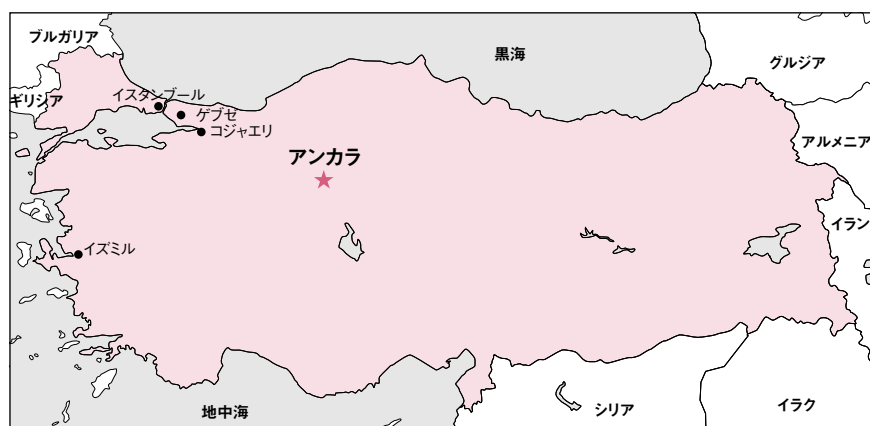 ブルガリア
黒海
グルジア
ギリシア
イスタンブール
ゲブゼ
コジャエリ
アルメニア
アンカラ
イラン
イズミル
地中海
シリア
イラク